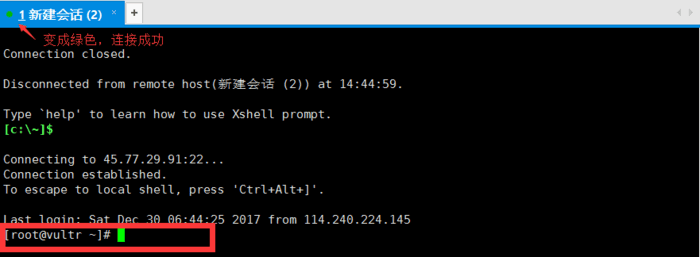 1 新建会话 (2) × +
变成绿色，连接成功
Connection closed.
Disconnected from remote host(新建会话 (2)) at 14:44:59.
Type `help' to learn how to use Xshell prompt.
[c:\~]$
Connecting to 45.77.29.91:22...
Connection established.
To escape to local shell, press 'Ctrl+Alt+]'.
Last login: Sat Dec 30 06:44:25 2017 from 114.240.224.145
[root@vultr ~]#